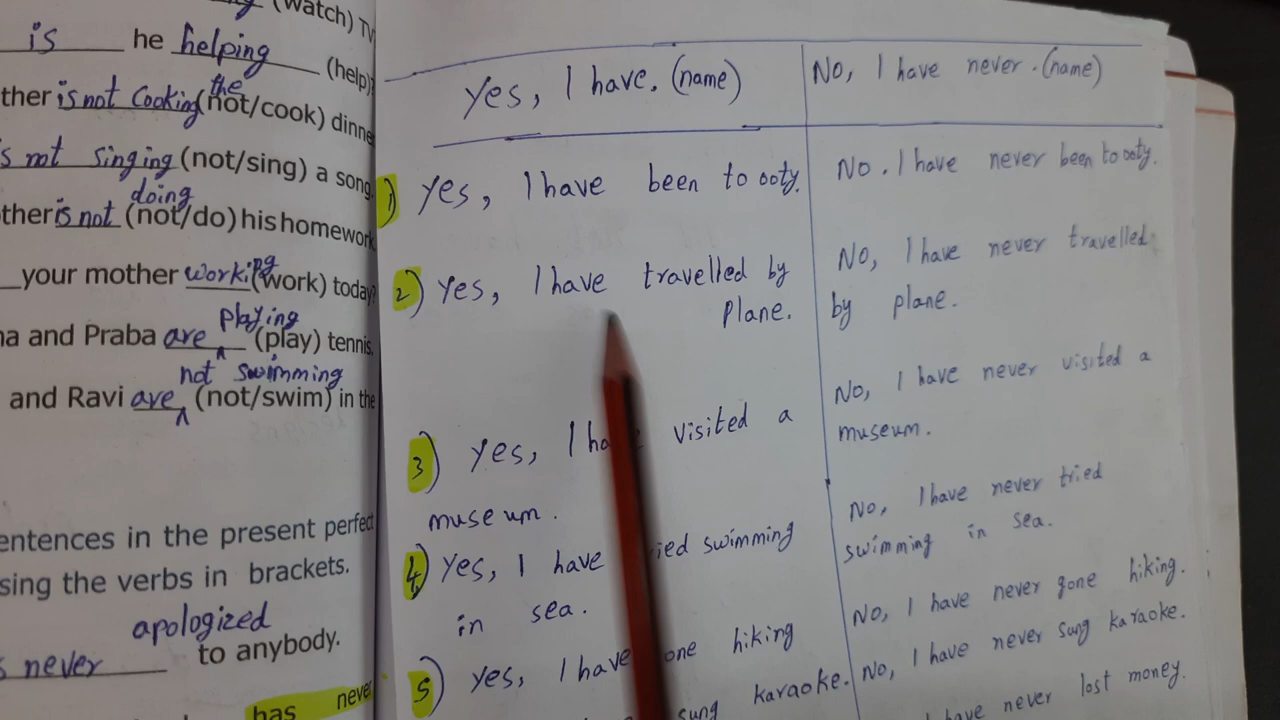 (watch) TV
is he helping (help)?
the
ther is not cooking (not/cook) dinne
s not singing (not/sing) a song.
doing
other is not (not/do) his homework
your mother working (work) today?
playing
na and Praba are (play) tennis.
not swimming
and Ravi are (not/swim) in the
entences in the present perfect
sing the verbs in brackets.
apologized
s never to anybody.
has never
Yes, I have. (name)
No, I have never. (name)
1) Yes, I have been to ooty.
No. I have never been to ooty.
2) Yes, I have travelled by
plane.
No, I have never travelled
by plane.
3) Yes, I have visited a
museum.
No, I have never visited a
museum.
4) Yes, I have ried swimming
in sea.
No, I have never tried
swimming in sea.
5) Yes, I have one hiking
No, I have never gone hiking.
sung karaoke.
No, I have never sung karaoke.
I have never lost money.